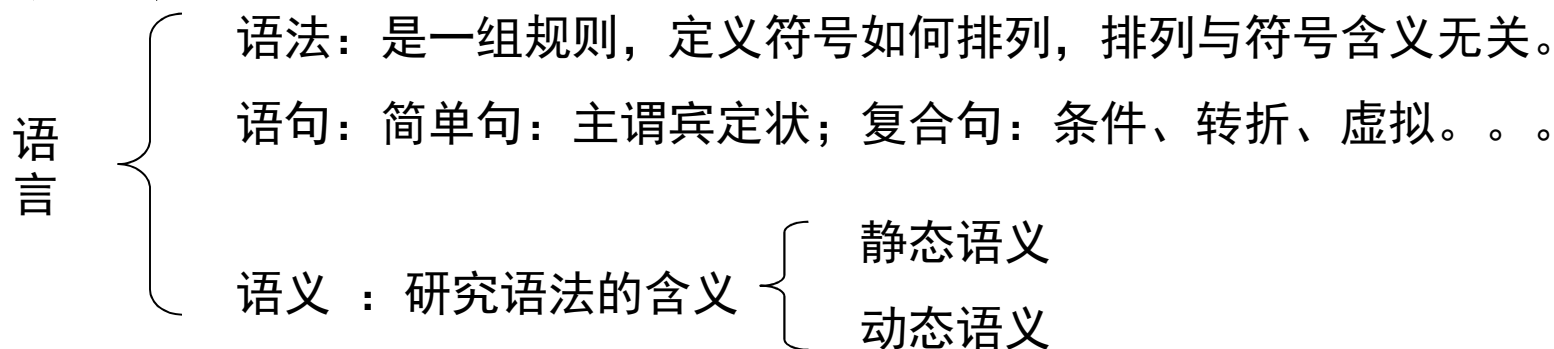 语法：是一组规则，定义符号如何排列，排列与符号含义无关。
语句：简单句：主谓宾定状；复合句：条件、转折、虚拟。。。
语言
语义 ：研究语法的含义
静态语义
动态语义